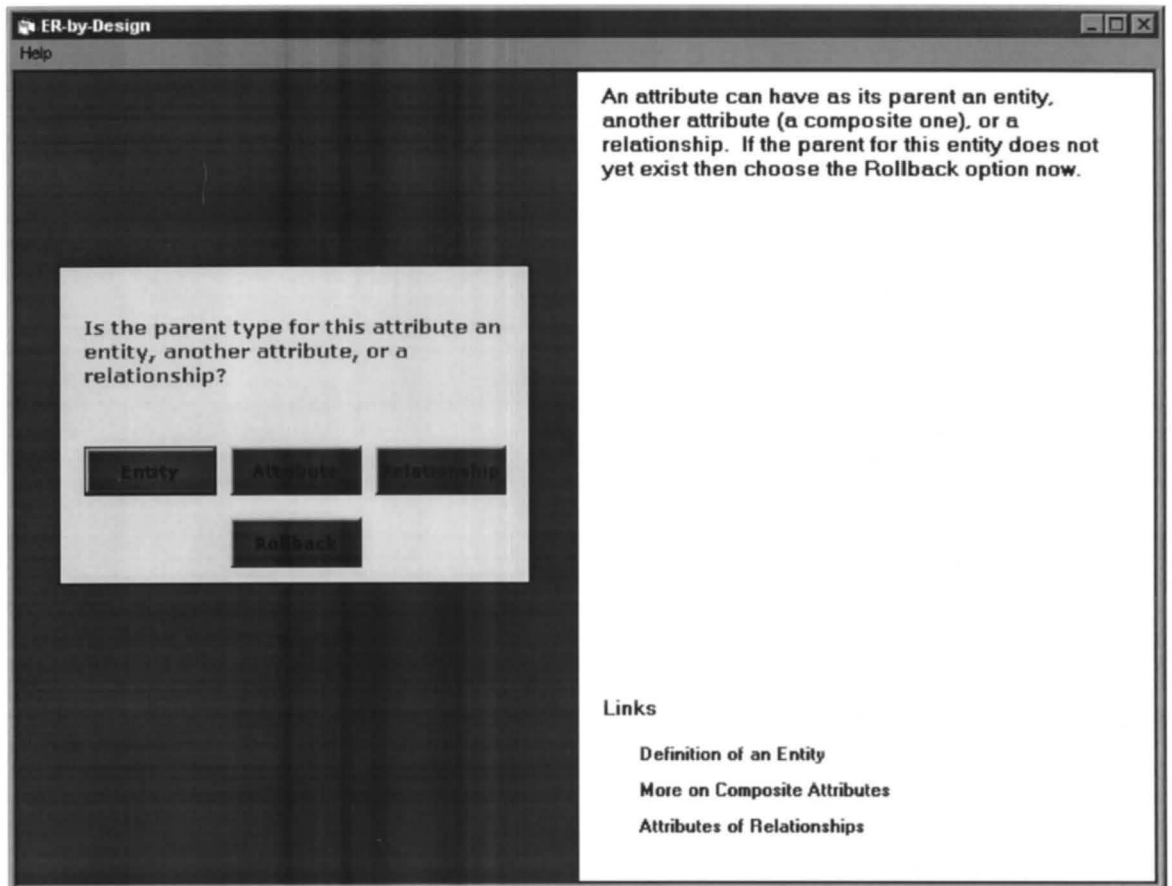 ER-by-Design
Help
An attribute can have as its parent an entity,
another attribute (a composite one), or a
relationship. If the parent for this entity does not
yet exist then choose the Rollback option now.
Is the parent type for this attribute an
entity, another attribute, or a
relationship?
Entity Attribute Relationship
Rollback
Links
Definition of an Entity
More on Composite Attributes
Attributes of Relationships